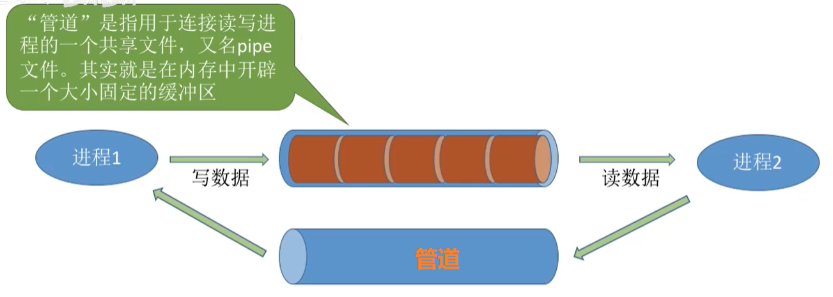 “管道”是指用于连接读写进
程的一个共享文件，又名pipe
文件。其实就是在内存中开辟
一个大小固定的缓冲区
进程1
写数据
读数据
进程2
管道